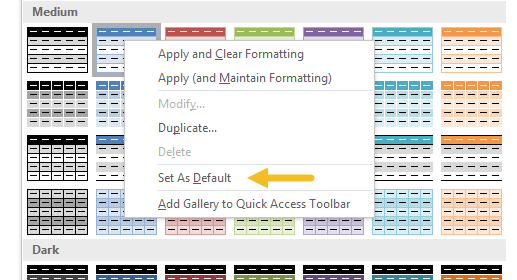 Medium
Apply and Clear Formatting
Apply (and Maintain Formatting)
Modify...
Duplicate...
Delete
Set As Default
Add Gallery to Quick Access Toolbar
Dark